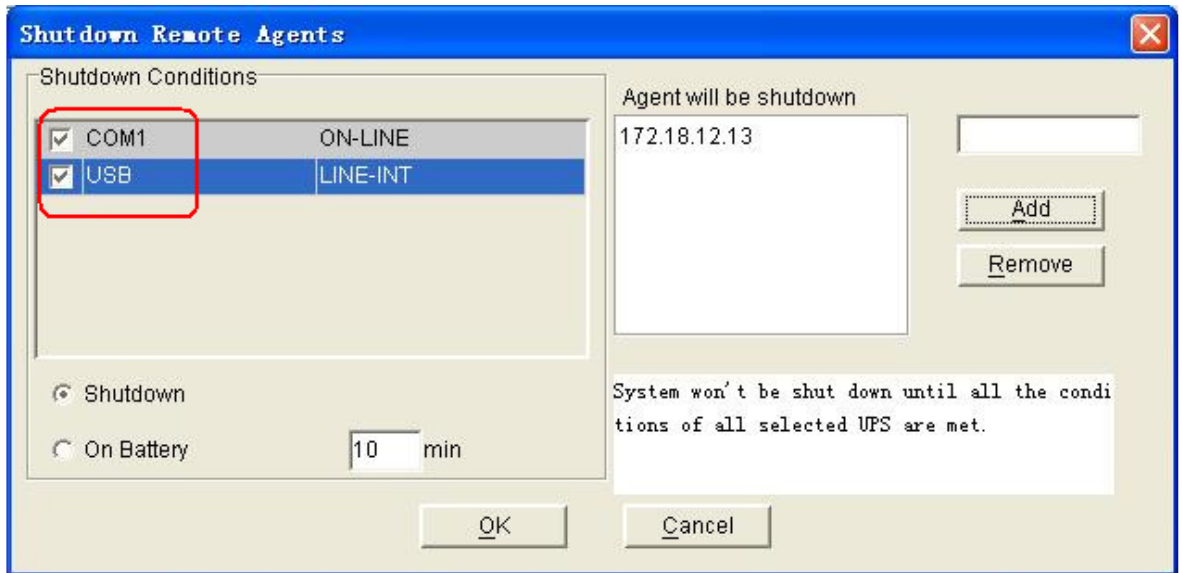 Shutdown Remote Agents
Shutdown Conditions
COM1 ON-LINE
USB LINE-INT
Shutdown
On Battery 10 min
Agent will be shutdown
172.18.12.13
Add
Remove
System won't be shut down until all the condi
tions of all selected UPS are met.
OK
Cancel